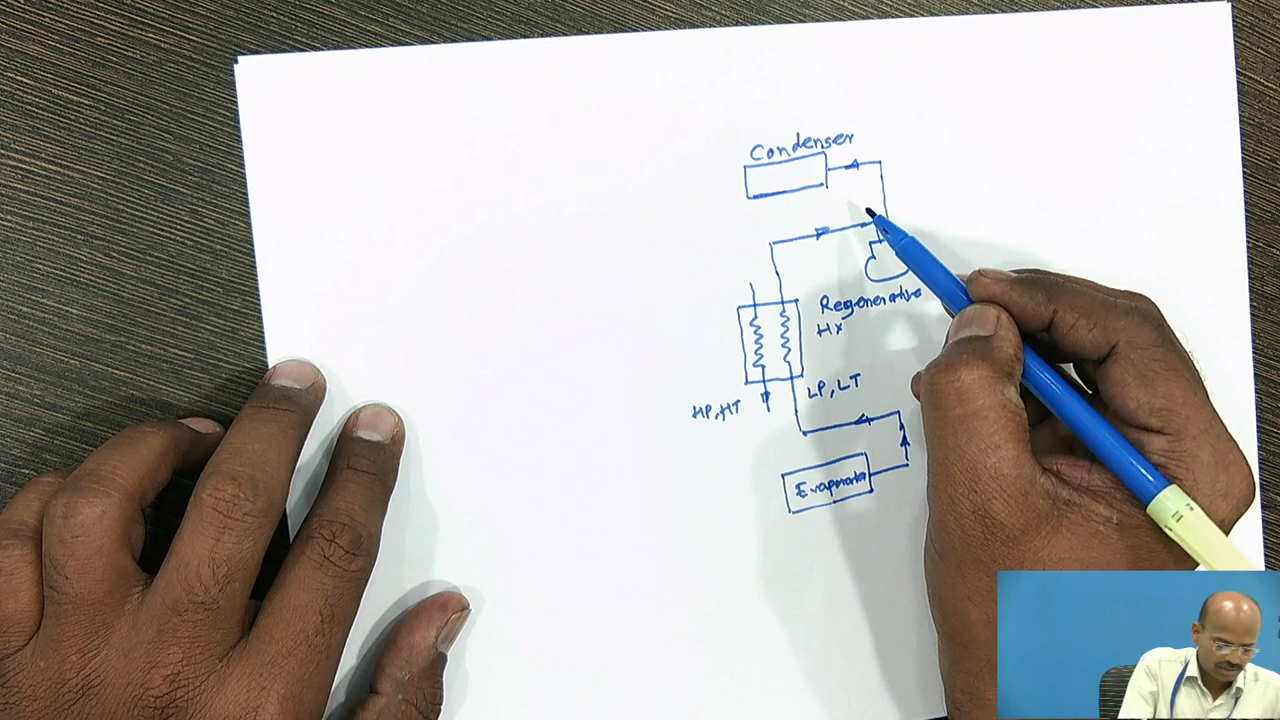 Condenser
Regenerative
HX
LP, LT
HP, HT
Evaporator